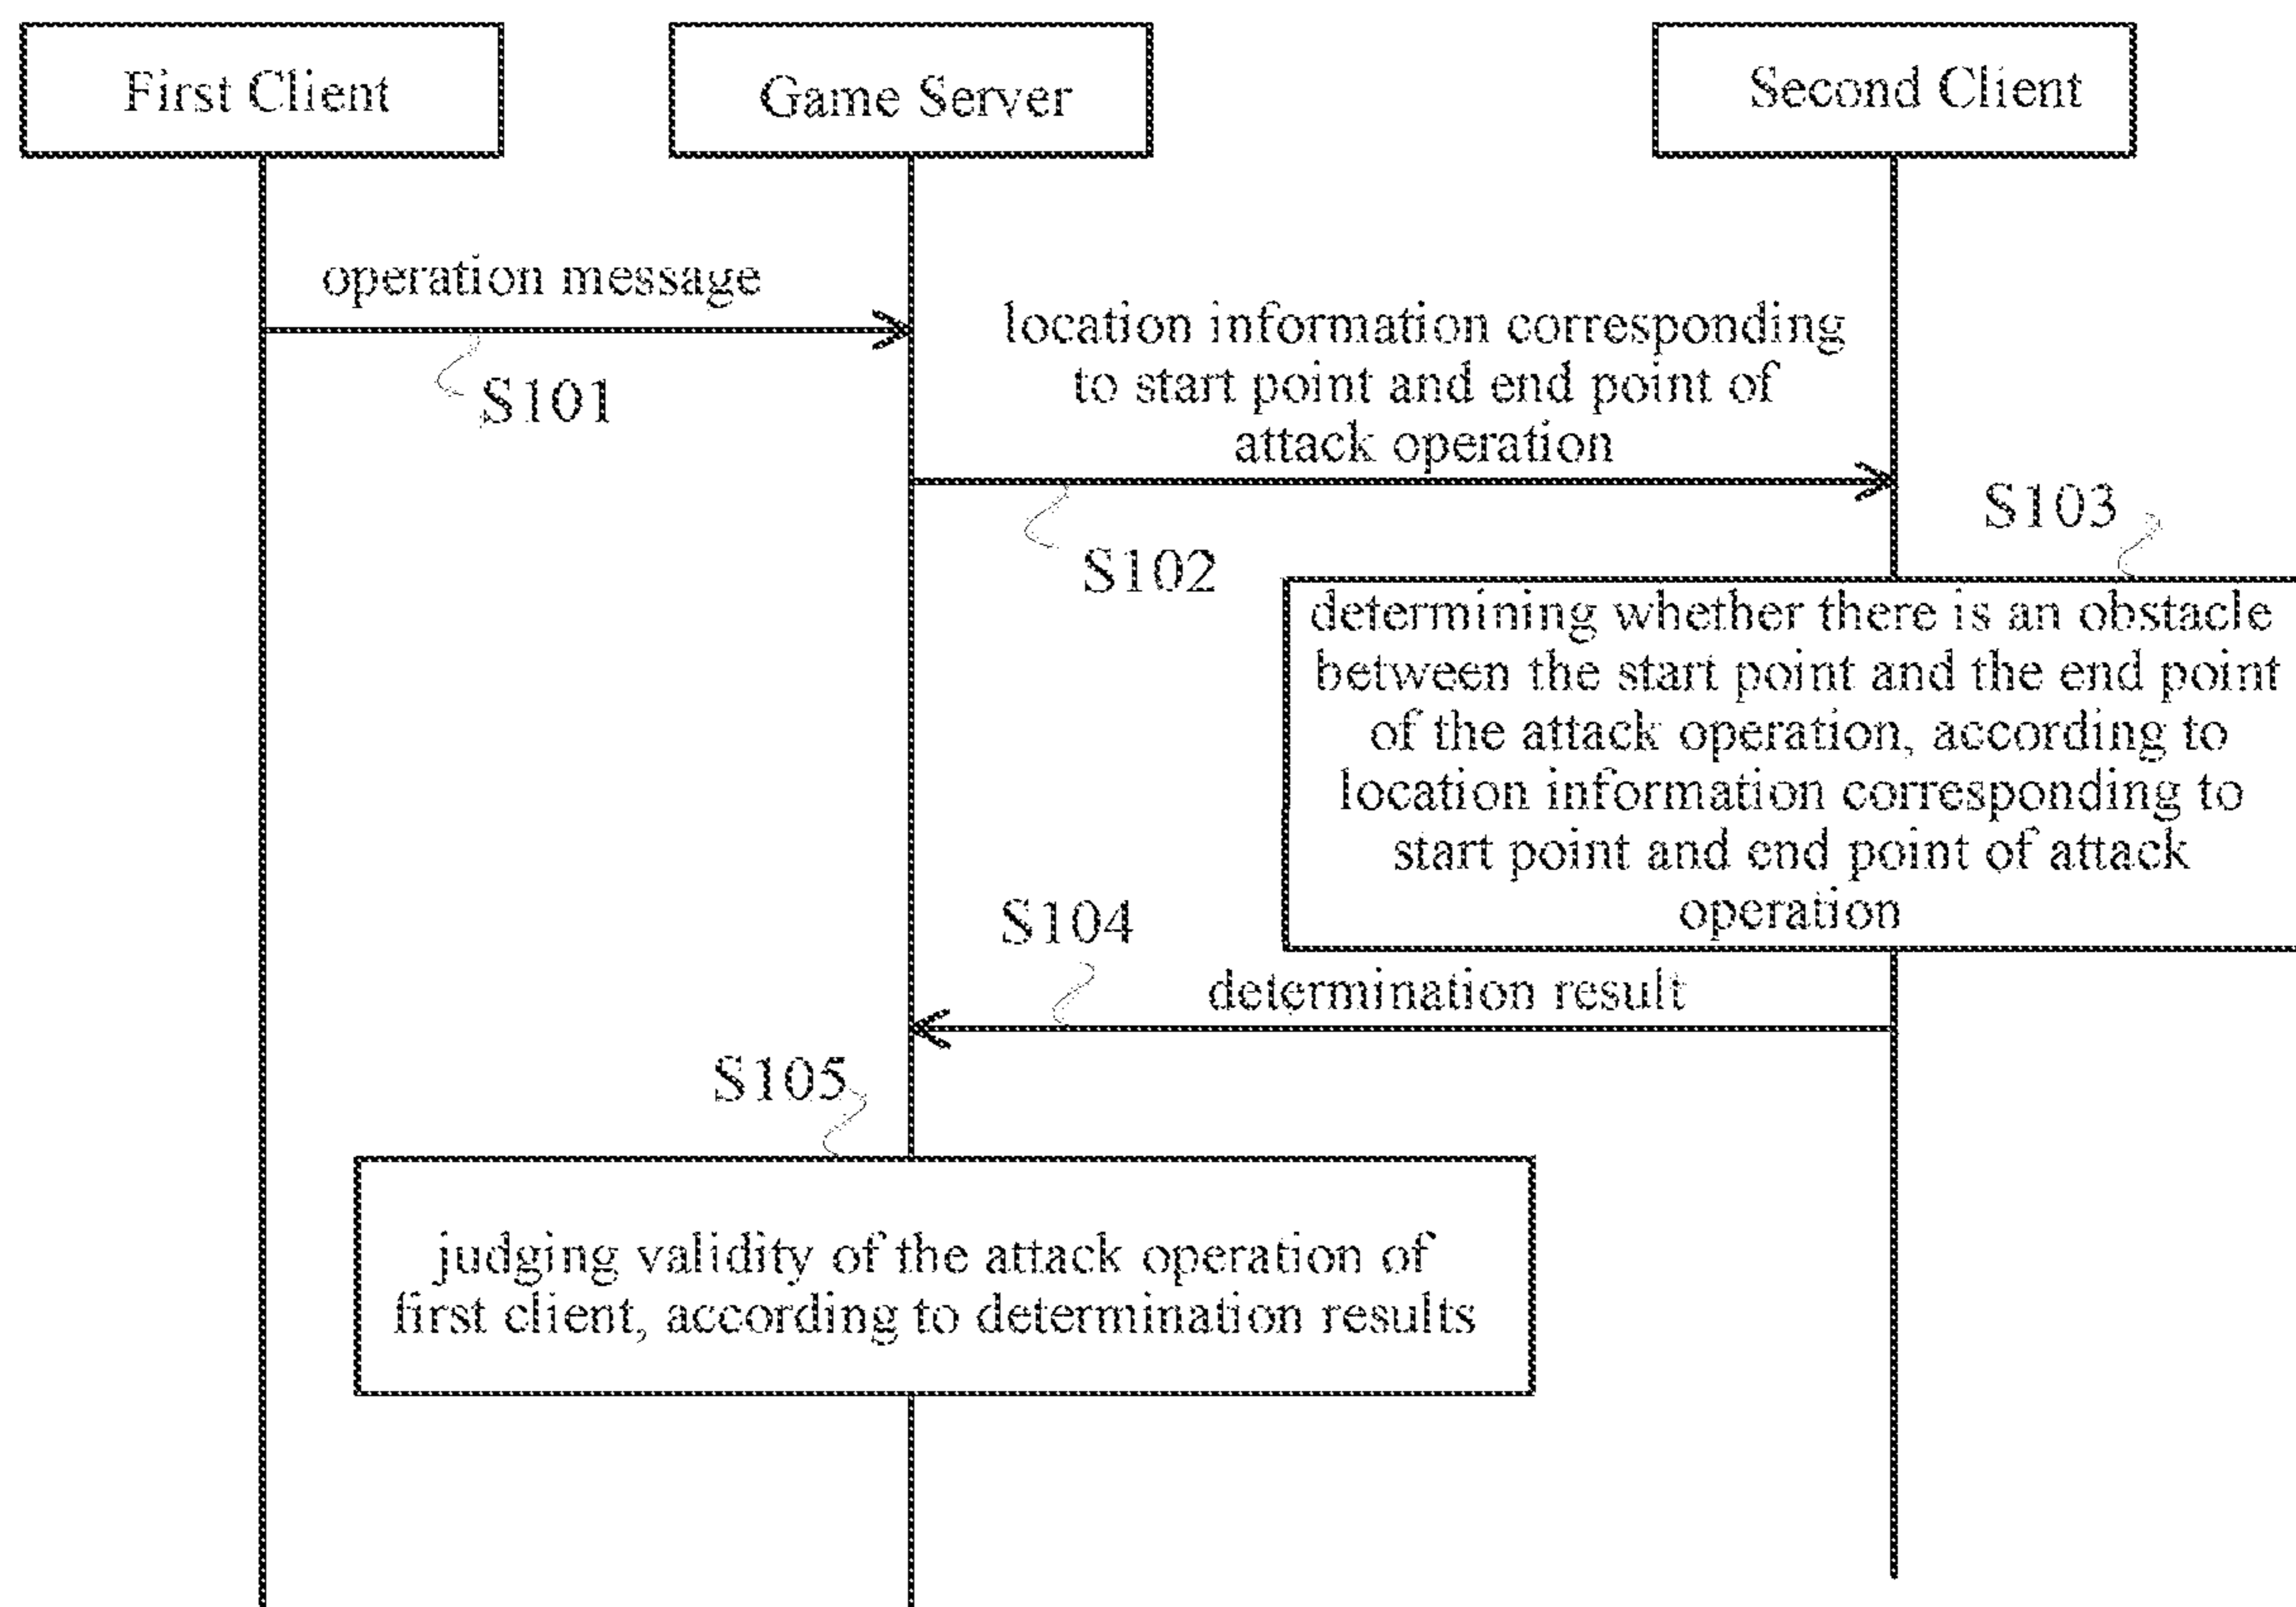 First Client
Game Server
Second Client
operation message
S101
location information corresponding
to start point and end point of
attack operation
S102
S103
determining whether there is an obstacle
between the start point and the end point
of the attack operation, according to
location information corresponding to
start point and end point of attack
operation
S104
determination result
S105
judging validity of the attack operation of
first client, according to determination results